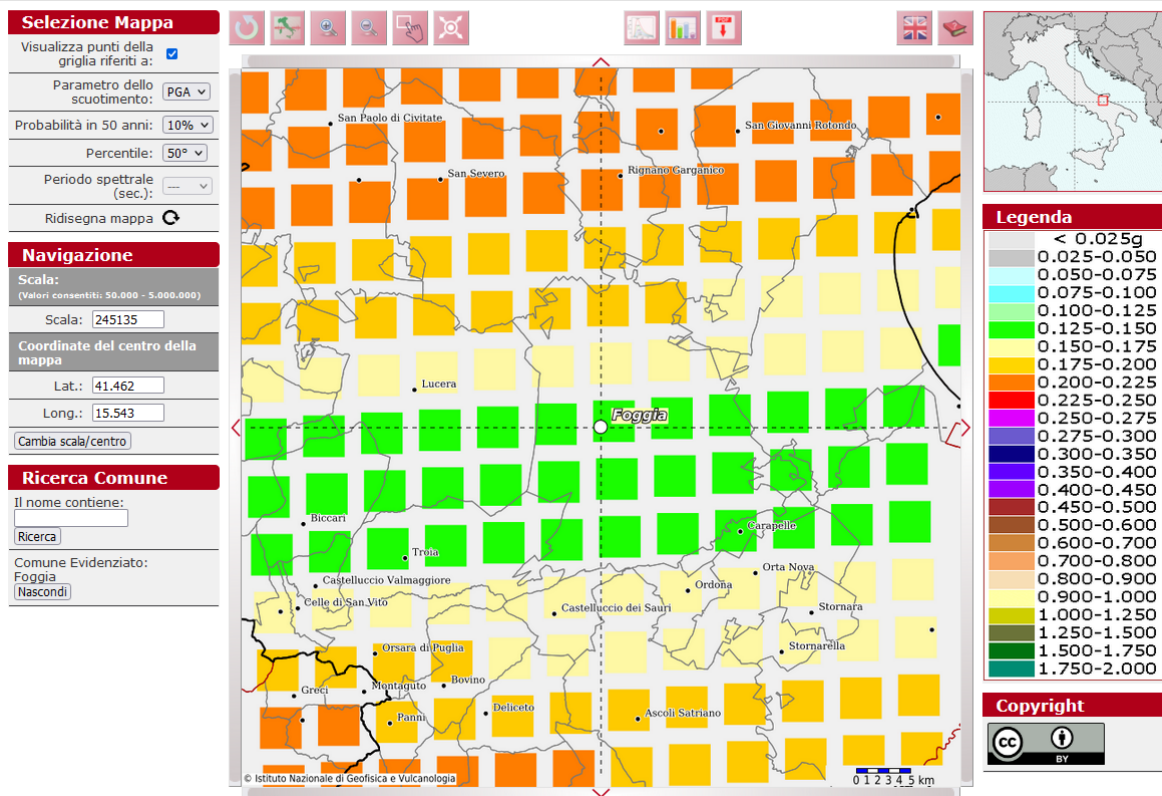 Selezione Mappa
Visualizza punti della
griglia riferiti a:
Parametro dello
scuotimento: PGA
Probabilità in 50 anni: 10%
Percentile: 50°
Periodo spettrale
(sec.): ---
Ridisegna mappa
Navigazione
Scala:
(Valori consentiti: 50.000 - 5.000.000)
Scala: 245135
Coordinate del centro della
mappa
Lat.: 41.462
Long.: 15.543
Cambia scala/centro
Ricerca Comune
Il nome contiene:
Ricerca
Comune Evidenziato:
Foggia
Nascondi
PDF
San Paolo di Civitate
San Giovanni Rotondo
San Severo
Rignano Garganico
Lucera
Foggia
Biccari
Carapelle
Troia
Orta Nova
Castelluccio Valmaggiore
Ordona
Celle di San Vito
Castelluccio dei Sauri
Stornara
Orsara di Puglia
Stornarella
Greci
Montaguto
Bovino
Panni
Deliceto
Ascoli Satriano
© Istituto Nazionale di Geofisica e Vulcanologia
0 1 2 3 4 5 km
Legenda
< 0.025g
0.025-0.050
0.050-0.075
0.075-0.100
0.100-0.125
0.125-0.150
0.150-0.175
0.175-0.200
0.200-0.225
0.225-0.250
0.250-0.275
0.275-0.300
0.300-0.350
0.350-0.400
0.400-0.450
0.450-0.500
0.500-0.600
0.600-0.700
0.700-0.800
0.800-0.900
0.900-1.000
1.000-1.250
1.250-1.500
1.500-1.750
1.750-2.000
Copyright
cc
BY